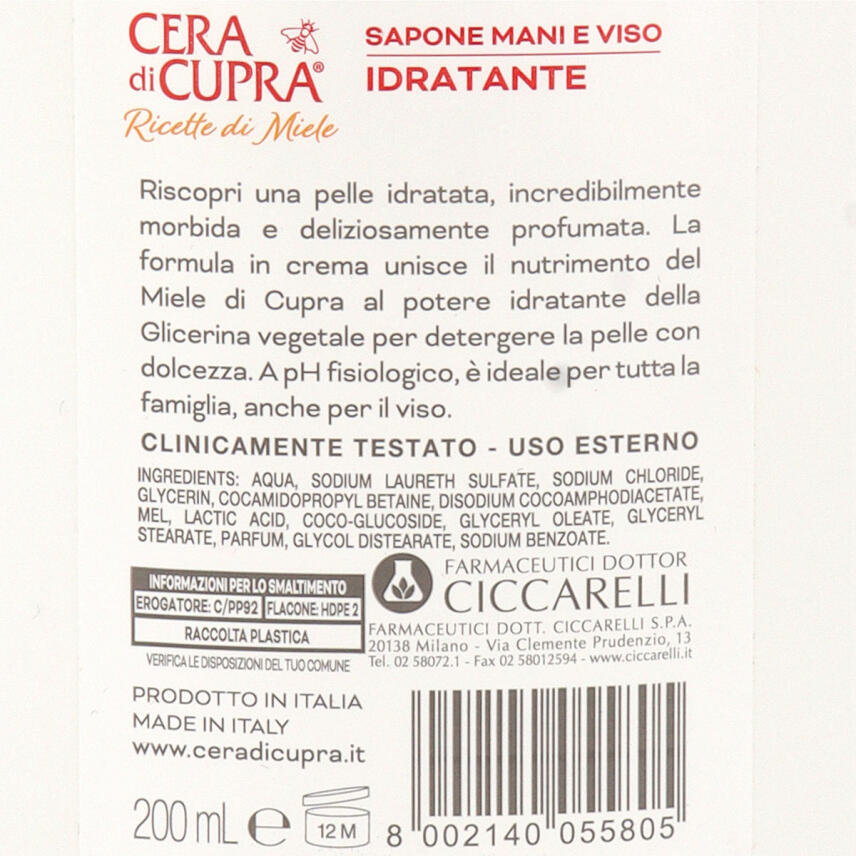 CERA
di CUPRA®
Ricette di Miele
SAPONE MANI E VISO
IDRATANTE
Riscopri una pelle idratata, incredibilmente
morbida e deliziosamente profumata. La
formula in crema unisce il nutrimento del
Miele di Cupra al potere idratante della
Glicerina vegetale per detergere la pelle con
dolcezza. A pH fisiologico, è ideale per tutta la
famiglia, anche per il viso.
CLINICAMENTE TESTATO - USO ESTERNO
INGREDIENTS: AQUA, SODIUM LAURETH SULFATE, SODIUM CHLORIDE,
GLYCERIN, COCAMIDOPROPYL BETAINE, DISODIUM COCOAMPHODIACETATE,
MEL, LACTIC ACID, COCO-GLUCOSIDE, GLYCERYL OLEATE, GLYCERYL
STEARATE, PARFUM, GLYCOL DISTEARATE, SODIUM BENZOATE.
INFORMAZIONI PER LO SMALTIMENTO
EROGATORE: C/PP92 FLACONE: HDPE 2
RACCOLTA PLASTICA
VERIFICA LE DISPOSIZIONI DEL TUO COMUNE
FARMACEUTICI DOTTOR
CICCARELLI
FARMACEUTICI DOTT. CICCARELLI S.P.A.
20138 Milano - Via Clemente Prudenzio, 13
Tel. 02 58072.1 - Fax 02 58012594 - www.ciccarelli.it
PRODOTTO IN ITALIA
MADE IN ITALY
www.ceradicupra.it
200 mL e
12 M
8 002140 055805